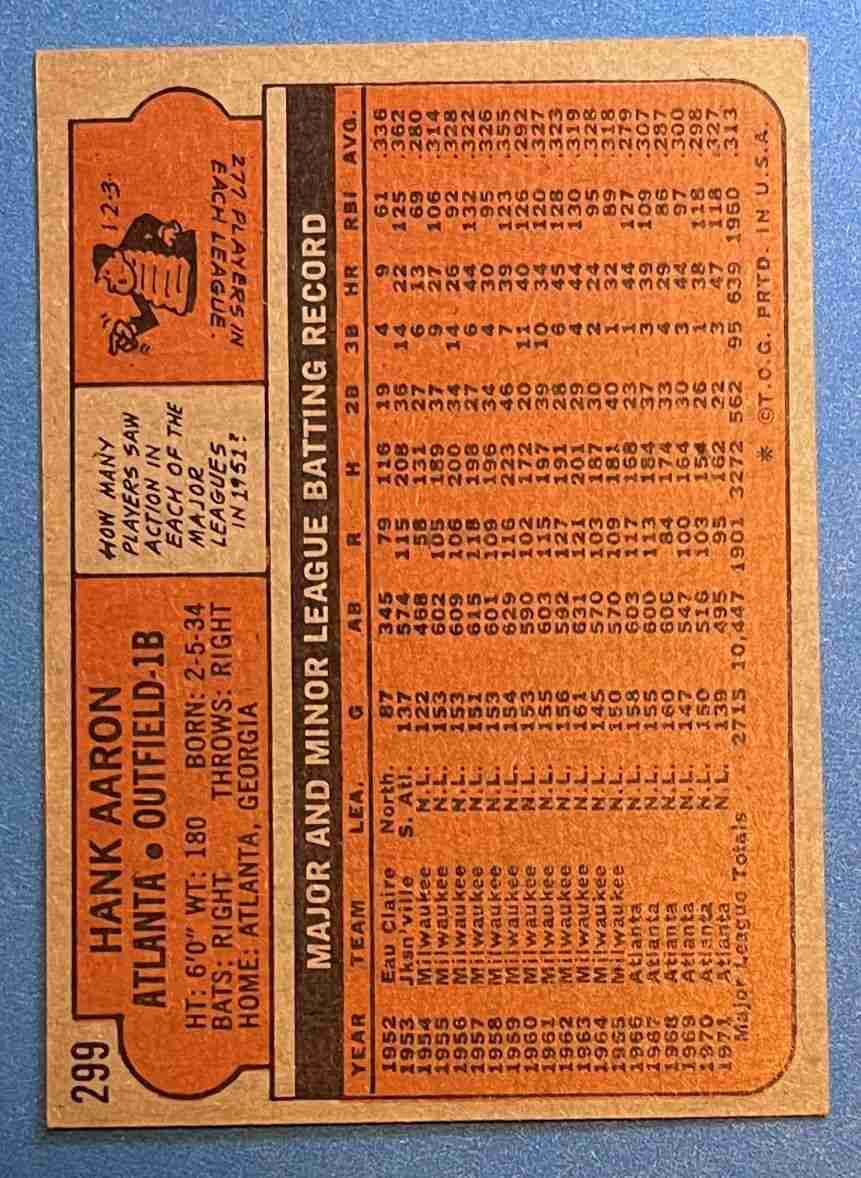 299
HANK AARON
ATLANTA • OUTFIELD-1B
HT: 6'0" WT: 180 BORN: 2-5-34
BATS: RIGHT THROWS: RIGHT
HOME: ATLANTA, GEORGIA
HOW MANY
PLAYERS SAW
ACTION IN
EACH OF THE
MAJOR
LEAGUES
IN 1951?
1-2-3-
277 PLAYERS IN
EACH LEAGUE.
MAJOR AND MINOR LEAGUE BATTING RECORD
YEAR TEAM LEA. G AB R H 2B 3B HR RBI AVG.
1952 Eau Claire North. 87 345 79 116 19 4 9 61 .336
1953 Jksn'ville S. Atl. 137 574 115 208 36 14 22 125 .362
1954 Milwaukee N.L. 122 468 58 131 27 6 13 69 .280
1955 Milwaukee N.L. 153 602 105 189 37 9 27 106 .314
1956 Milwaukee N.L. 153 609 106 200 34 14 26 92 .328
1957 Milwaukee N.L. 151 615 118 198 27 6 44 132 .322
1958 Milwaukee N.L. 153 601 109 196 34 4 30 95 .326
1959 Milwaukee N.L. 154 629 116 223 46 7 39 123 .355
1960 Milwaukee N.L. 153 590 102 172 20 11 40 126 .292
1961 Milwaukee N.L. 155 603 115 197 39 10 34 120 .327
1962 Milwaukee N.L. 156 592 127 191 28 6 45 128 .323
1963 Milwaukee N.L. 161 631 121 201 29 4 44 130 .319
1964 Milwaukee N.L. 145 570 103 187 30 2 24 95 .328
1965 Milwaukee N.L. 150 570 109 181 40 1 32 89 .318
1966 Atlanta N.L. 158 603 117 168 23 1 44 127 .279
1967 Atlanta N.L. 155 600 113 184 37 3 39 109 .307
1968 Atlanta N.L. 160 606 84 174 33 4 29 86 .287
1969 Atlanta N.L. 147 547 100 164 30 3 44 97 .300
1970 Atlanta N.L. 150 516 103 154 26 1 38 118 .298
1971 Atlanta N.L. 139 495 95 162 22 3 47 118 .327
Major League Totals 2715 10,447 1901 3272 562 95 639 1960 .313
* ©T.C.G. PRTD. IN U.S.A.